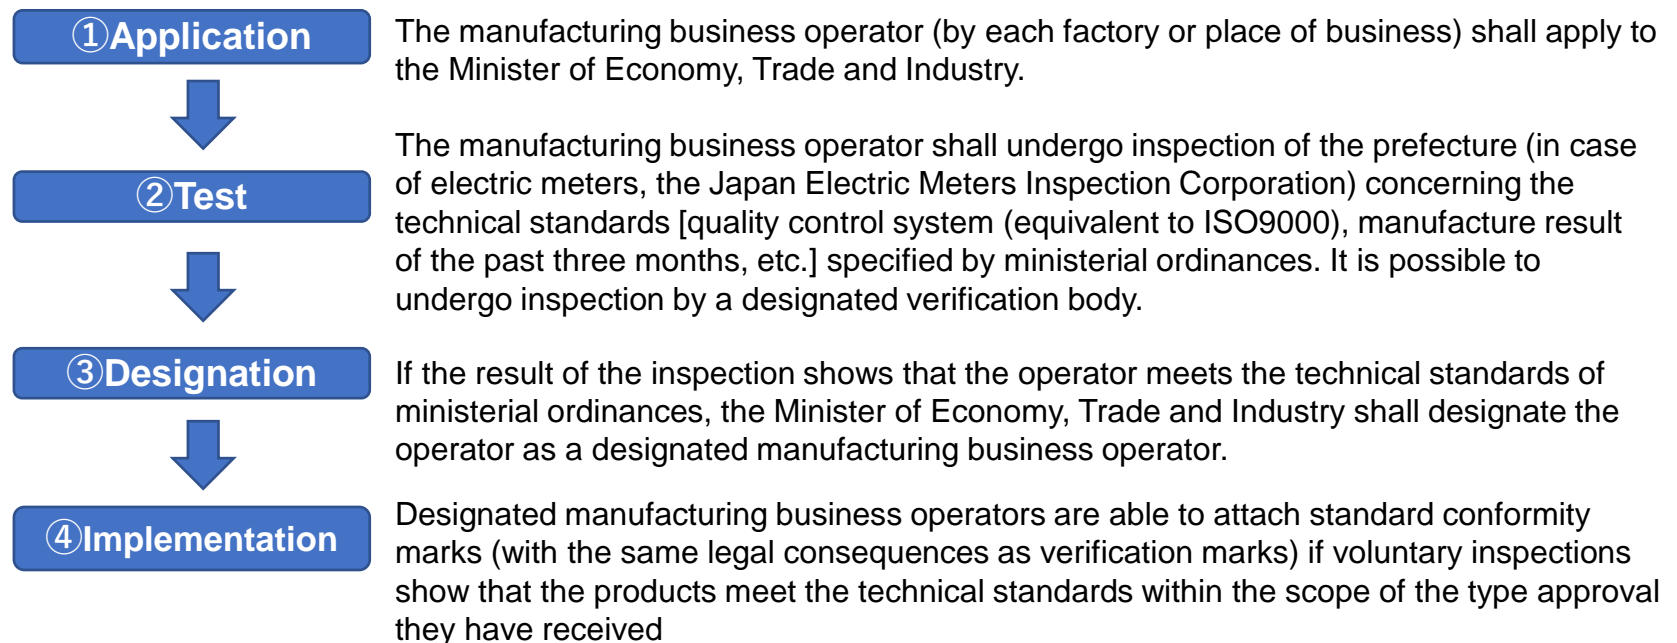 ①Application
The manufacturing business operator (by each factory or place of business) shall apply to
the Minister of Economy, Trade and Industry.
②Test
The manufacturing business operator shall undergo inspection of the prefecture (in case
of electric meters, the Japan Electric Meters Inspection Corporation) concerning the
technical standards [quality control system (equivalent to ISO9000), manufacture result
of the past three months, etc.] specified by ministerial ordinances. It is possible to
undergo inspection by a designated verification body.
③Designation
If the result of the inspection shows that the operator meets the technical standards of
ministerial ordinances, the Minister of Economy, Trade and Industry shall designate the
operator as a designated manufacturing business operator.
④Implementation
Designated manufacturing business operators are able to attach standard conformity
marks (with the same legal consequences as verification marks) if voluntary inspections
show that the products meet the technical standards within the scope of the type approval
they have received